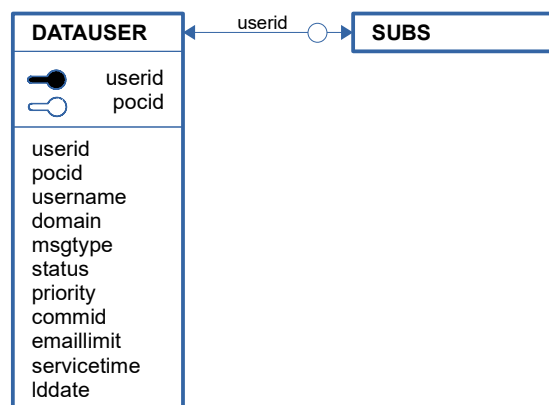 DATAUSER
userid
SUBS
userid
pocid
userid
pocid
username
domain
msgtype
status
priority
commid
emaillimit
servicetime
lddate